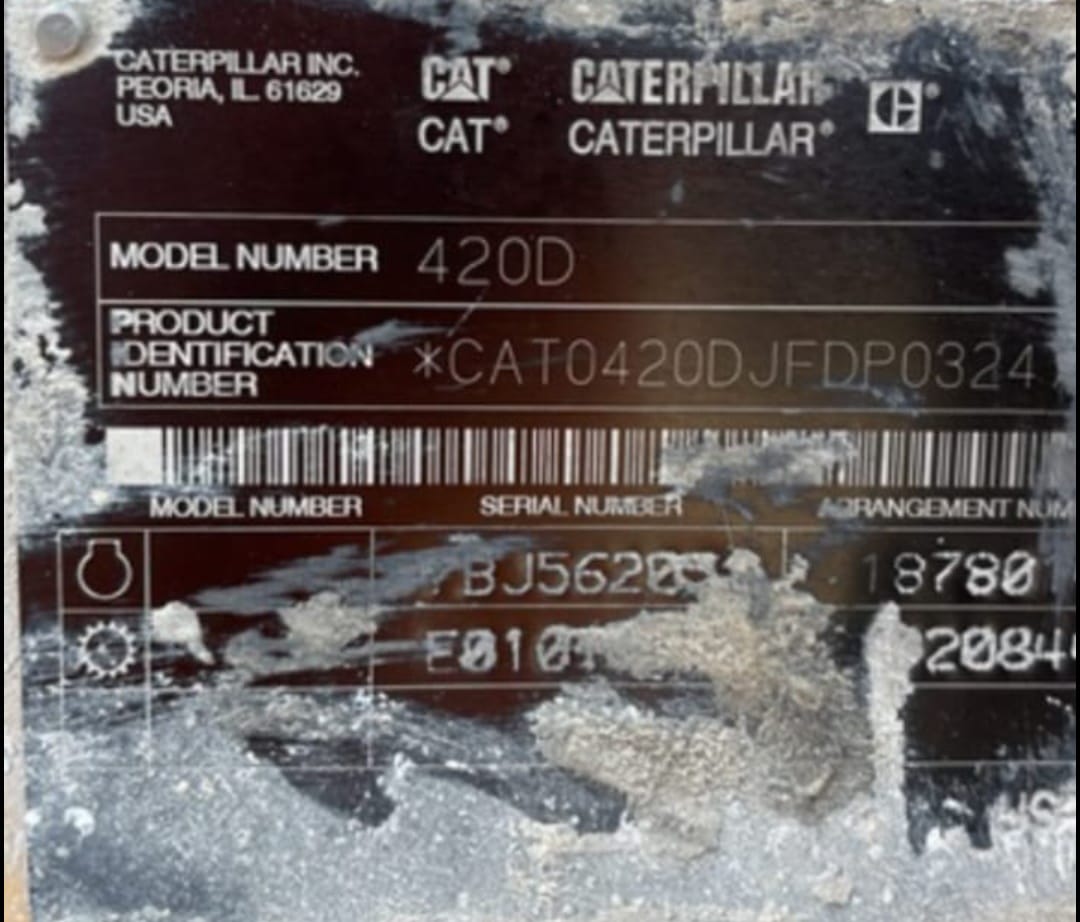 CATERPILLAR INC.
PEORIA, IL 61629
USA
CAT® CATERPILLAR®
CAT® CATERPILLAR®
MODEL NUMBER 420D
PRODUCT
IDENTIFICATION
NUMBER
*CAT0420DJFDP0324
MODEL NUMBER SERIAL NUMBER ARRANGEMENT